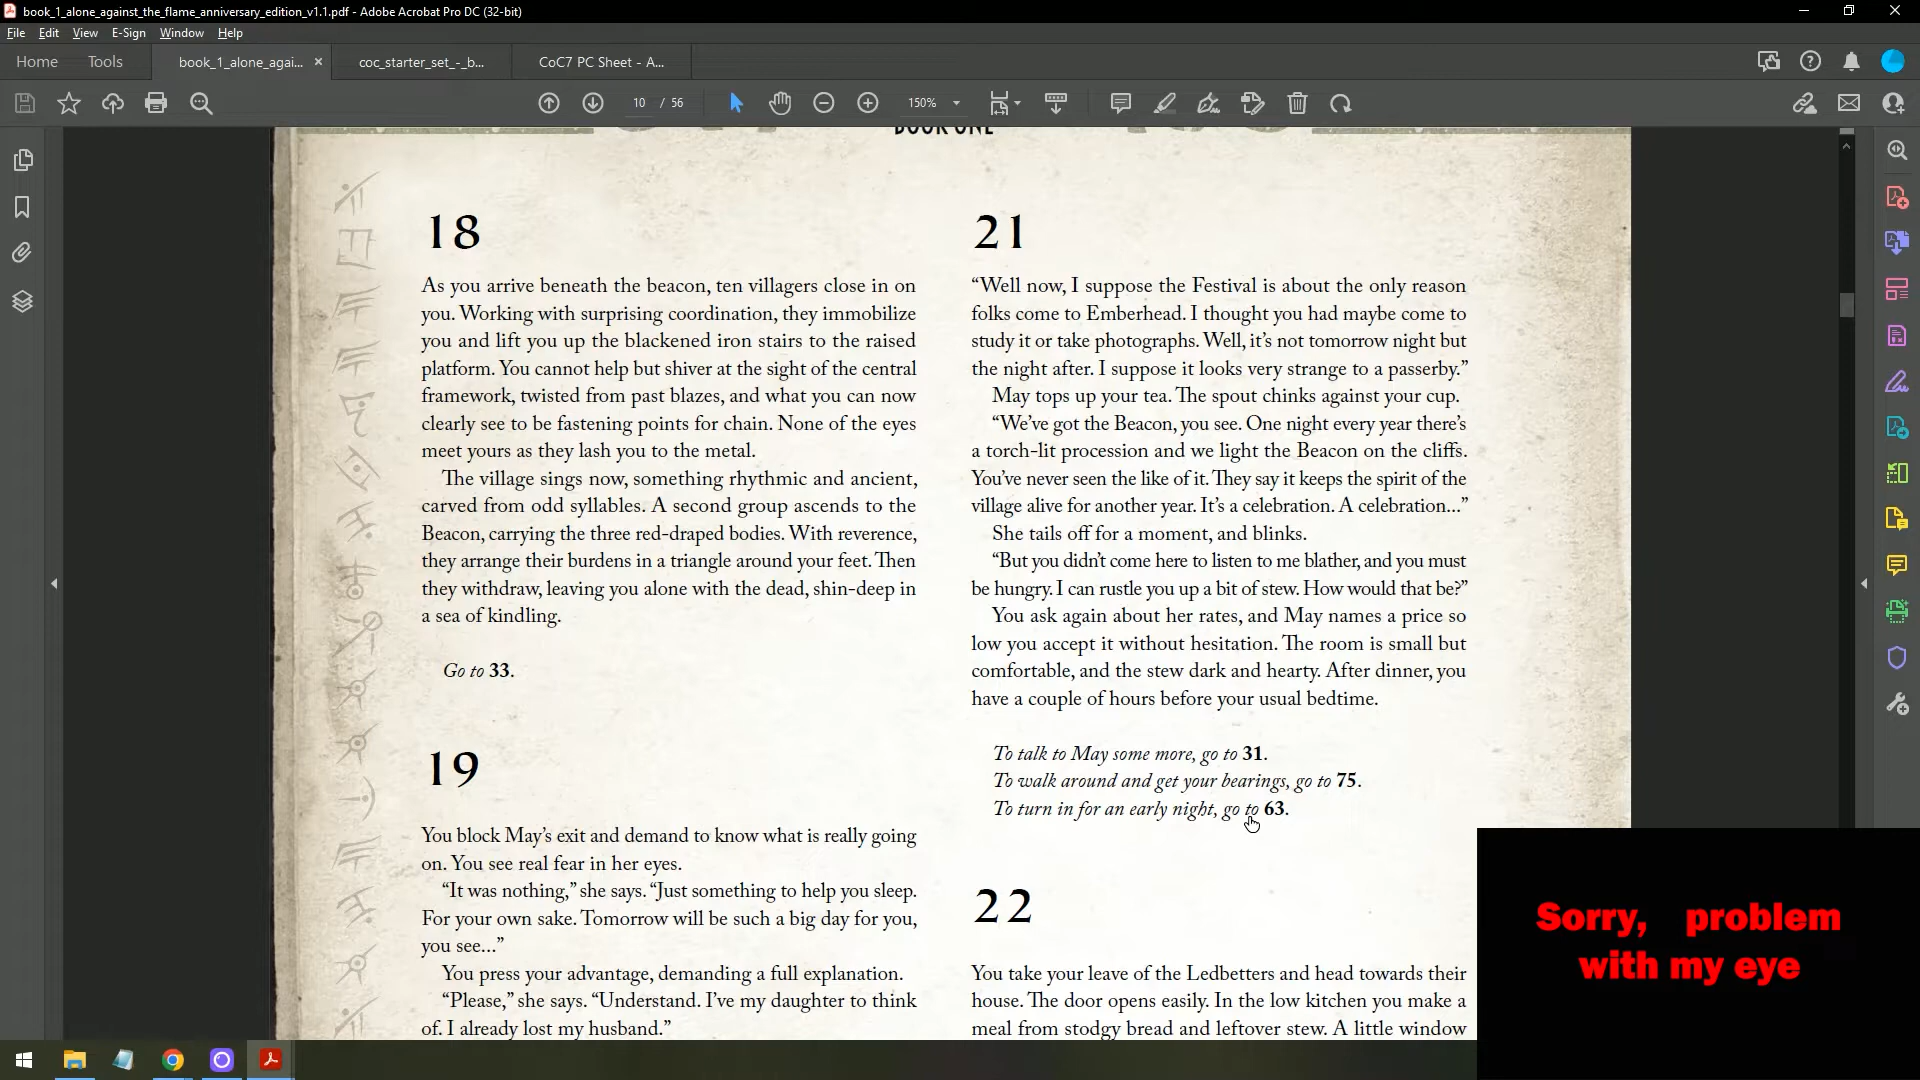 book_1_alone_against_the_flame_anniversary_edition_v1.1.pdf - Adobe Acrobat Pro DC (32-bit)
File Edit View E-Sign Window Help
Home Tools book_1_alone_agai... × coc_starter_set_-_b... CoC7 PC Sheet - A...
10 / 56 150%
BOOK ONE
18
As you arrive beneath the beacon, ten villagers close in on
you. Working with surprising coordination, they immobilize
you and lift you up the blackened iron stairs to the raised
platform. You cannot help but shiver at the sight of the central
framework, twisted from past blazes, and what you can now
clearly see to be fastening points for chain. None of the eyes
meet yours as they lash you to the metal.
The village sings now, something rhythmic and ancient,
carved from odd syllables. A second group ascends to the
Beacon, carrying the three red-draped bodies. With reverence,
they arrange their burdens in a triangle around your feet. Then
they withdraw, leaving you alone with the dead, shin-deep in
a sea of kindling.
Go to 33.
19
You block May’s exit and demand to know what is really going
on. You see real fear in her eyes.
“It was nothing,” she says. “Just something to help you sleep.
For your own sake. Tomorrow will be such a big day for you,
you see...”
You press your advantage, demanding a full explanation.
“Please,” she says. “Understand. I’ve my daughter to think
of. I already lost my husband.”
21
“Well now, I suppose the Festival is about the only reason
folks come to Emberhead. I thought you had maybe come to
study it or take photographs. Well, it’s not tomorrow night but
the night after. I suppose it looks very strange to a passerby.”
May tops up your tea. The spout chinks against your cup.
“We’ve got the Beacon, you see. One night every year there’s
a torch-lit procession and we light the Beacon on the cliffs.
You’ve never seen the like of it. They say it keeps the spirit of the
village alive for another year. It’s a celebration. A celebration...”
She tails off for a moment, and blinks.
“But you didn’t come here to listen to me blather, and you must
be hungry. I can rustle you up a bit of stew. How would that be?”
You ask again about her rates, and May names a price so
low you accept it without hesitation. The room is small but
comfortable, and the stew dark and hearty. After dinner, you
have a couple of hours before your usual bedtime.
To talk to May some more, go to 31.
To walk around and get your bearings, go to 75.
To turn in for an early night, go to 63.
22
You take your leave of the Ledbetters and head towards their
house. The door opens easily. In the low kitchen you make a
meal from stodgy bread and leftover stew. A little window
Sorry, problem
with my eye